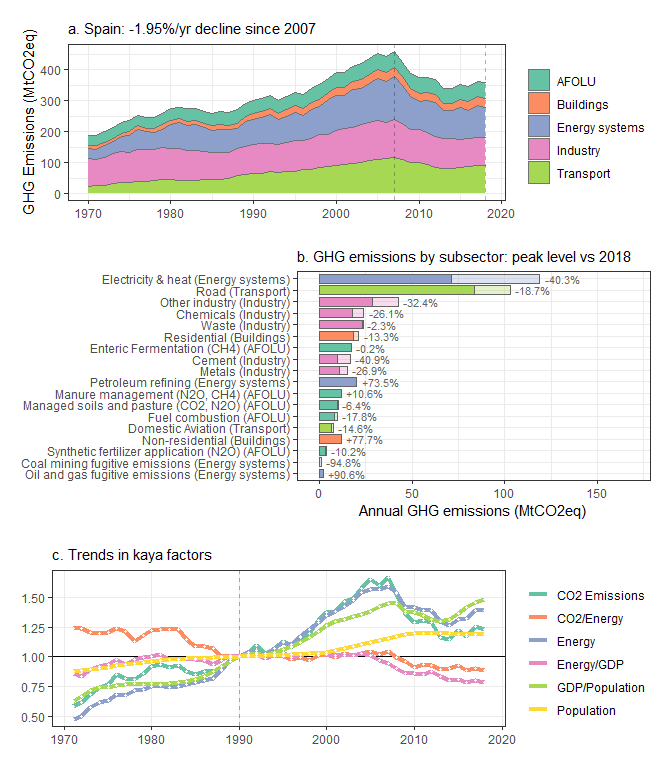 a. Spain: -1.95%/yr decline since 2007
GHG Emissions (MtCO2eq)
400
300
200
100
0
1970 1980 1990 2000 2010 2020
AFOLU
Buildings
Energy systems
Industry
Transport
b. GHG emissions by subsector: peak level vs 2018
Electricity & heat (Energy systems) -40.3%
Road (Transport) -18.7%
Other industry (Industry) -32.4%
Chemicals (Industry) -26.1%
Waste (Industry) -2.3%
Residential (Buildings) -13.3%
Enteric Fermentation (CH4) (AFOLU) -0.2%
Cement (Industry) -40.9%
Metals (Industry) -26.9%
Petroleum refining (Energy systems) +73.5%
Manure management (N2O, CH4) (AFOLU) +10.6%
Managed soils and pasture (CO2, N2O) (AFOLU) -6.4%
Fuel combustion (AFOLU) -17.8%
Domestic Aviation (Transport) -14.6%
Non-residential (Buildings) +77.7%
Synthetic fertilizer application (N2O) (AFOLU) -10.2%
Coal mining fugitive emissions (Energy systems) -94.8%
Oil and gas fugitive emissions (Energy systems) +90.6%
0 50 100 150
Annual GHG emissions (MtCO2eq)
c. Trends in kaya factors
1.50
1.25
1.00
0.75
0.50
1970 1980 1990 2000 2010 2020
CO2 Emissions
CO2/Energy
Energy
Energy/GDP
GDP/Population
Population